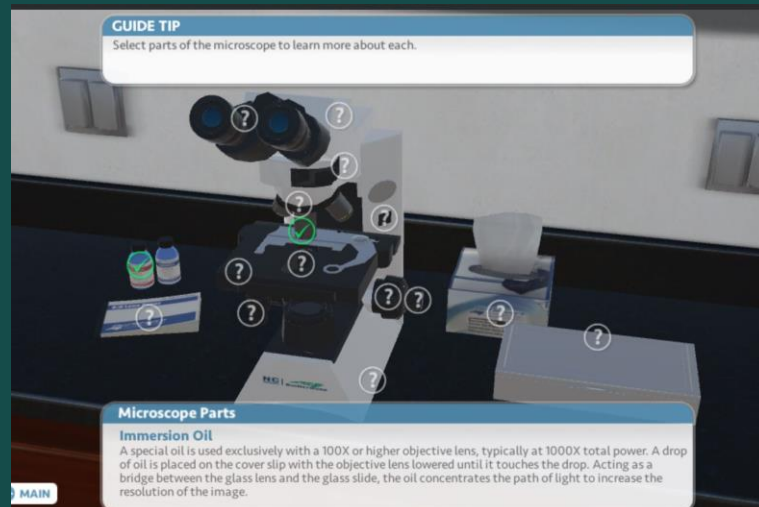 GUIDE TIP
Select parts of the microscope to learn more about each.
?
?
?
?
?
?
?
?
?
?
?
?
?
?
Microscope Parts
Immersion Oil
A special oil is used exclusively with a 100X or higher objective lens, typically at 1000X total power. A drop
of oil is placed on the cover slip with the objective lens lowered until it touches the drop. Acting as a
bridge between the glass lens and the glass slide, the oil concentrates the path of light to increase the
resolution of the image.
MAIN